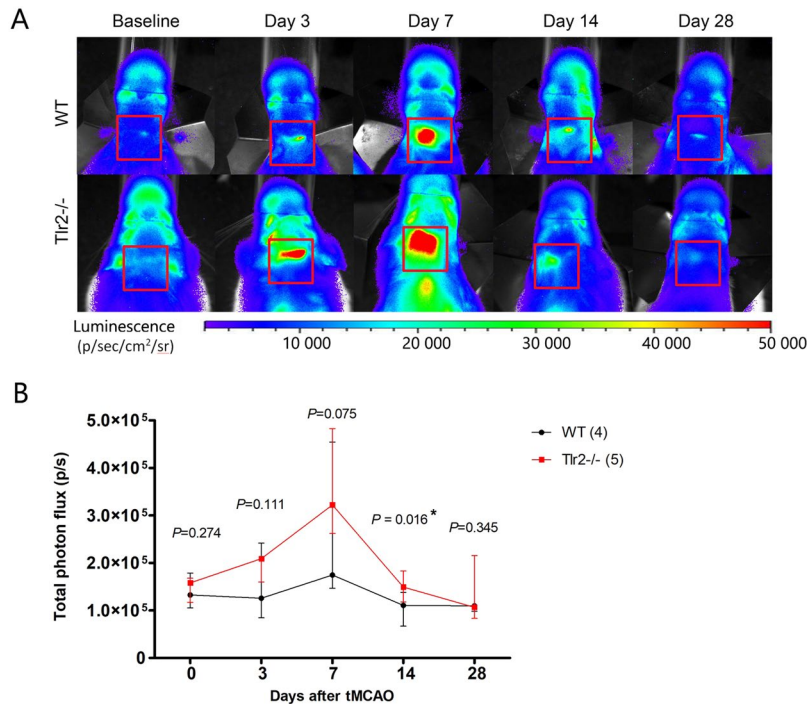 A
Baseline Day 3 Day 7 Day 14 Day 28
WT
Tlr2-/-
Luminescence
(p/sec/cm²/sr)
10 000 20 000 30 000 40 000 50 000
B
5.0×10⁵
4.0×10⁵
3.0×10⁵
2.0×10⁵
1.0×10⁵
0
Total photon flux (p/s)
P=0.274
P=0.111
P=0.075
P = 0.016 *
P=0.345
WT (4)
Tlr2-/- (5)
0 3 7 14 28
Days after tMCAO